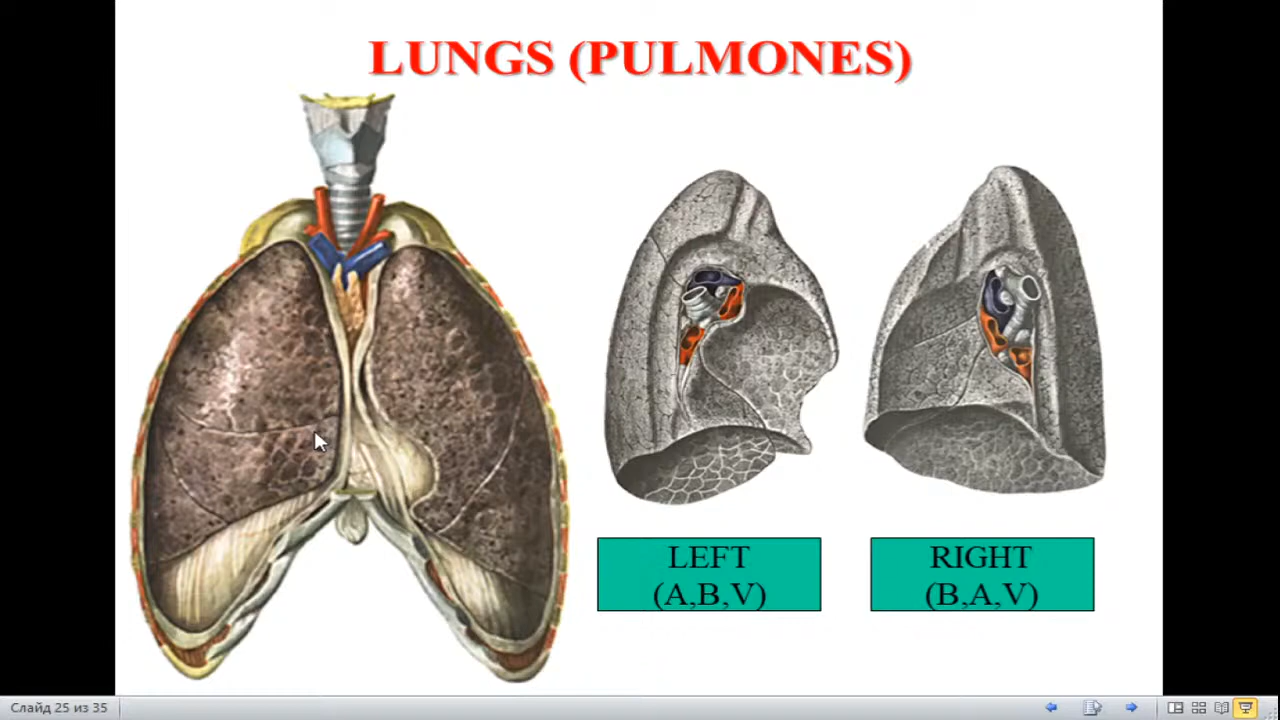 LUNGS (PULMONES)
LEFT
(A,B,V)
RIGHT
(B,A,V)
Слайд 25 из 35